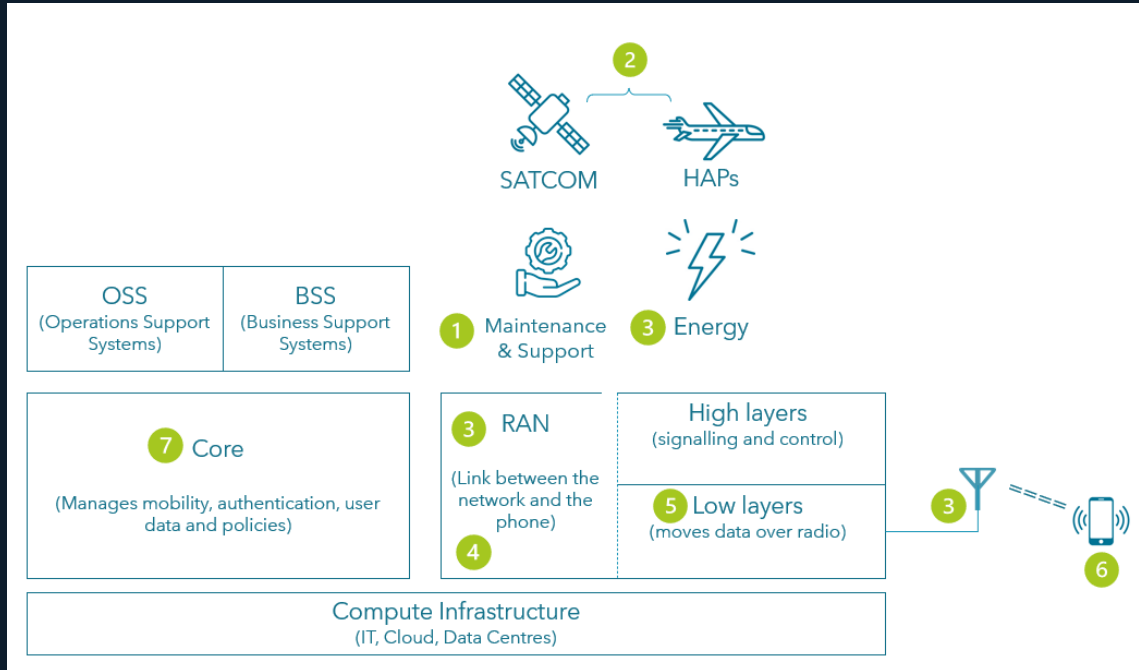 2
SATCOM
HAPs
OSS
(Operations Support
Systems)
BSS
(Business Support
Systems)
1 Maintenance
& Support
3 Energy
7 Core
(Manages mobility, authentication, user
data and policies)
3 RAN
(Link between the
network and the
phone)
4
High layers
(signalling and control)
5 Low layers
(moves data over radio)
3
6
Compute Infrastructure
(IT, Cloud, Data Centres)